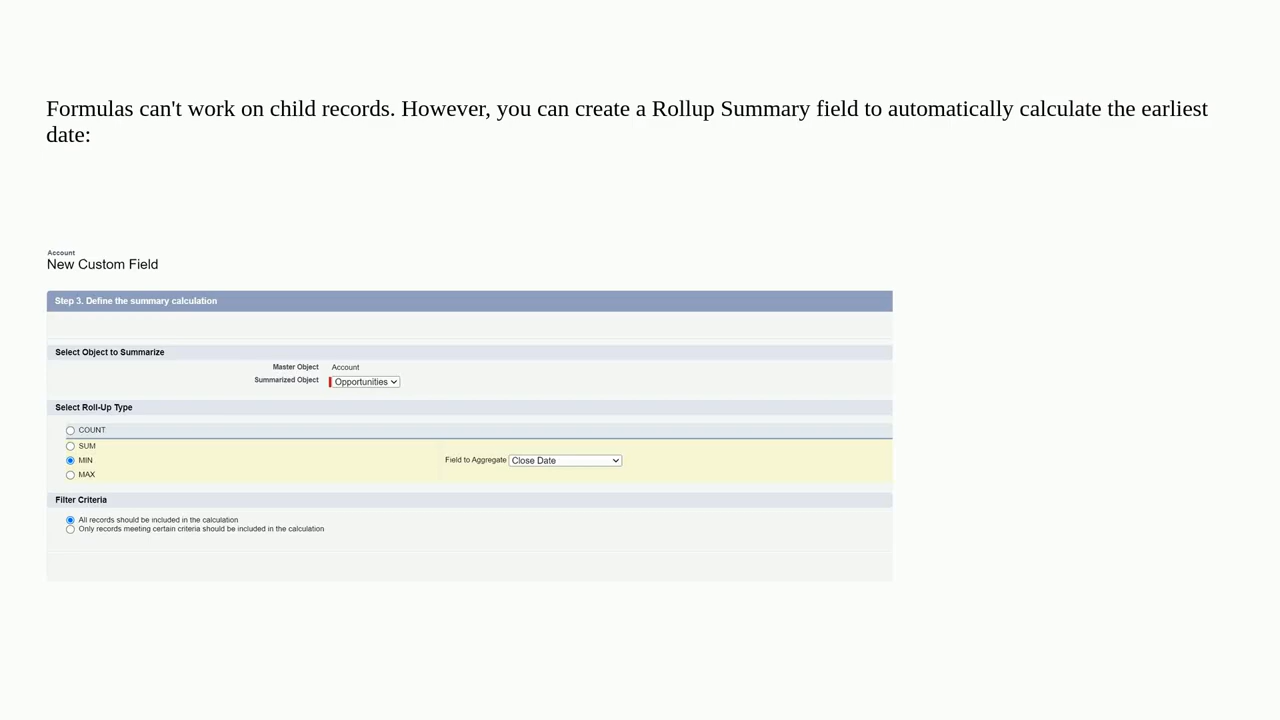 Formulas can't work on child records. However, you can create a Rollup Summary field to automatically calculate the earliest
date:
Account
New Custom Field
Step 3. Define the summary calculation
Select Object to Summarize
Master Object Account
Summarized Object Opportunities
Select Roll-Up Type
COUNT
SUM
MIN Field to Aggregate Close Date
MAX
Filter Criteria
All records should be included in the calculation
Only records meeting certain criteria should be included in the calculation